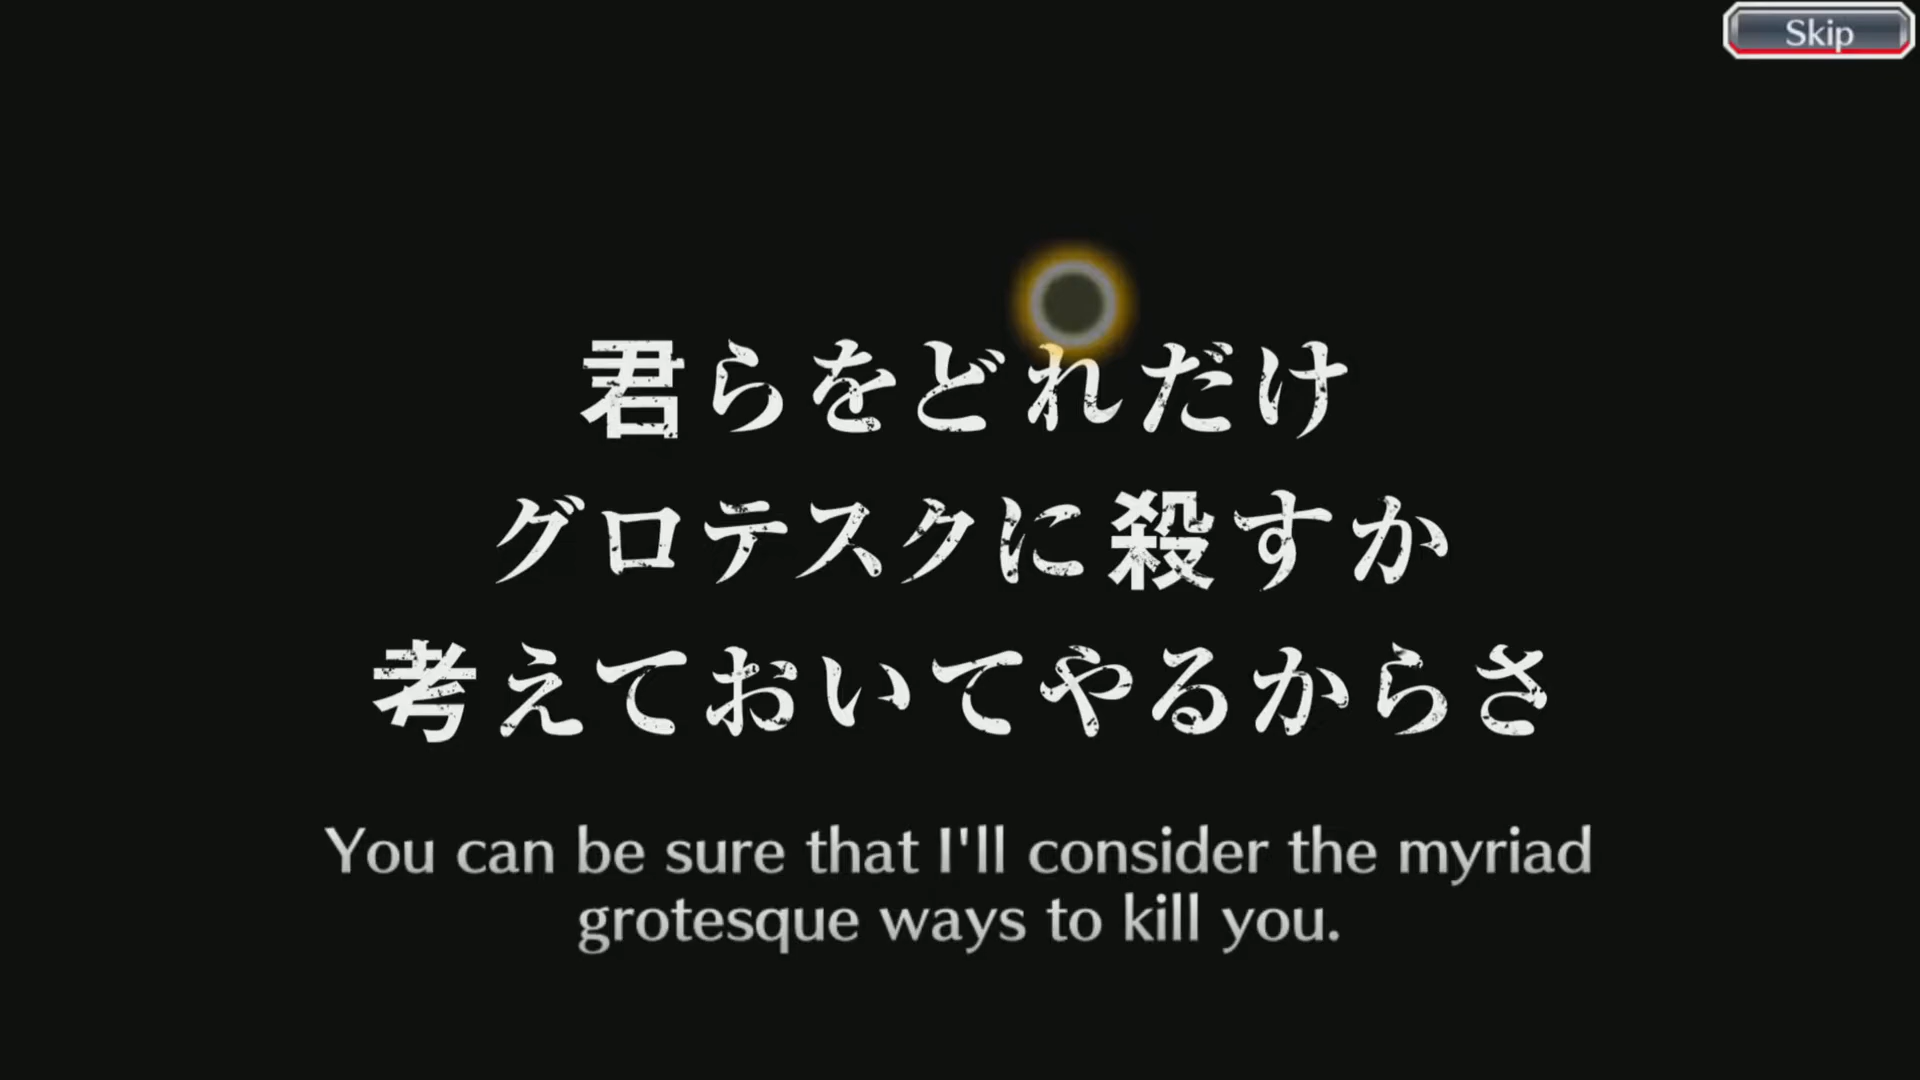 Skip
君らをどれだけ
グロテスクに殺すか
考えておいてやるからさ
You can be sure that I'll consider the myriad
grotesque ways to kill you.